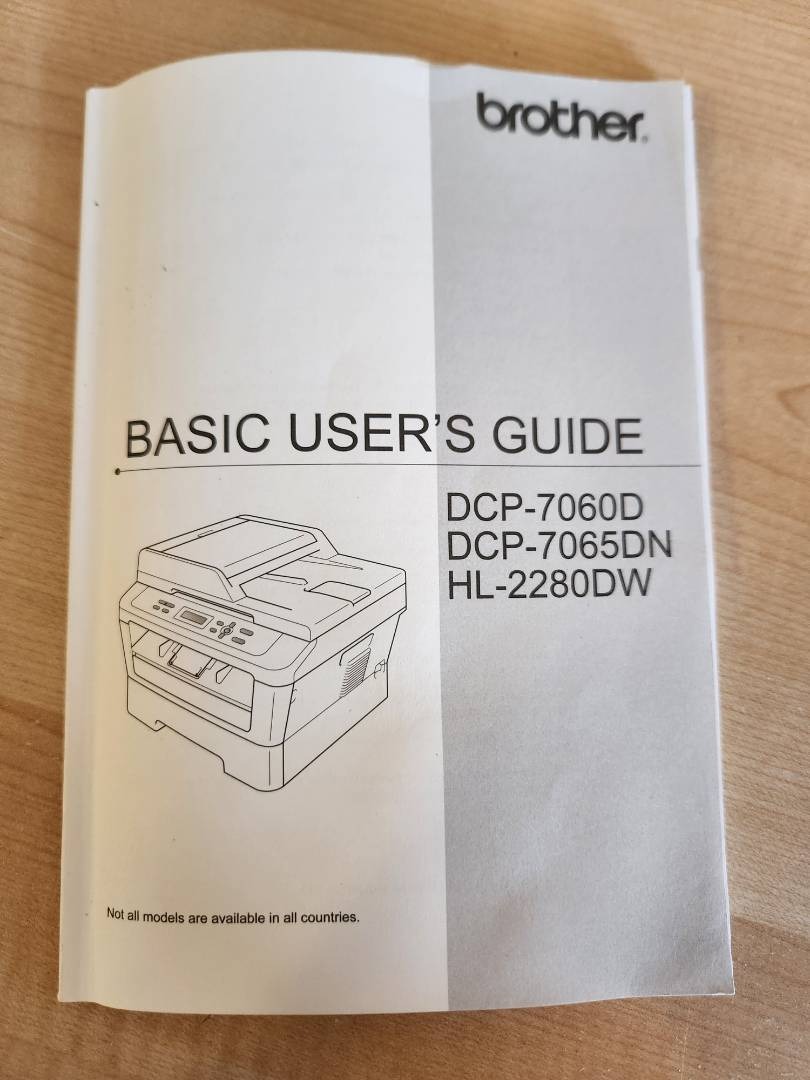 brother.
BASIC USER'S GUIDE
DCP-7060D
DCP-7065DN
HL-2280DW
Not all models are available in all countries.